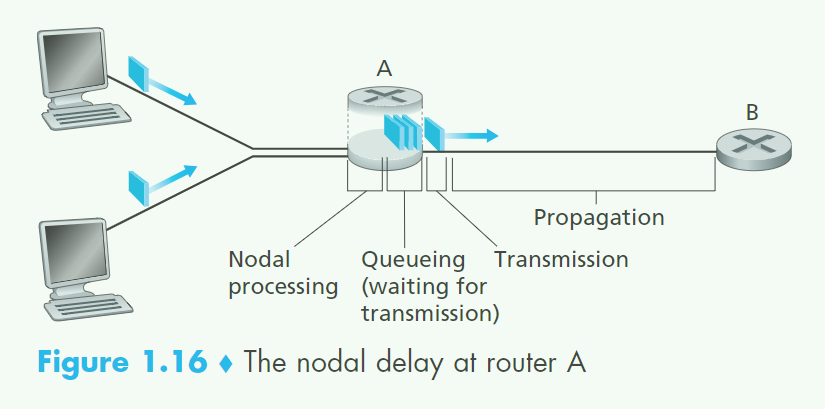 A
B
Propagation
Nodal
processing
Queueing
(waiting for
transmission)
Transmission
Figure 1.16 ♦ The nodal delay at router A